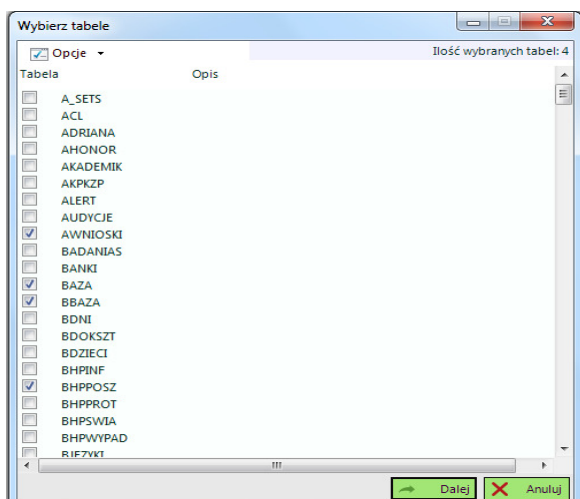 Wybierz tabele
Opcje Ilość wybranych tabel: 4
Tabela Opis
A_SETS
ACL
ADRIANA
AHONOR
AKADEMIK
AKPKZP
ALERT
AUDYCJE
AWNIOSKI
BADANIAS
BANKI
BAZA
BBAZA
BDNI
BDOKSZT
BDZIECI
BHPINF
BHPPOSZ
BHPPROT
BHPSWIA
BHPWYPAD
BJEZYKI
Dalej Anuluj